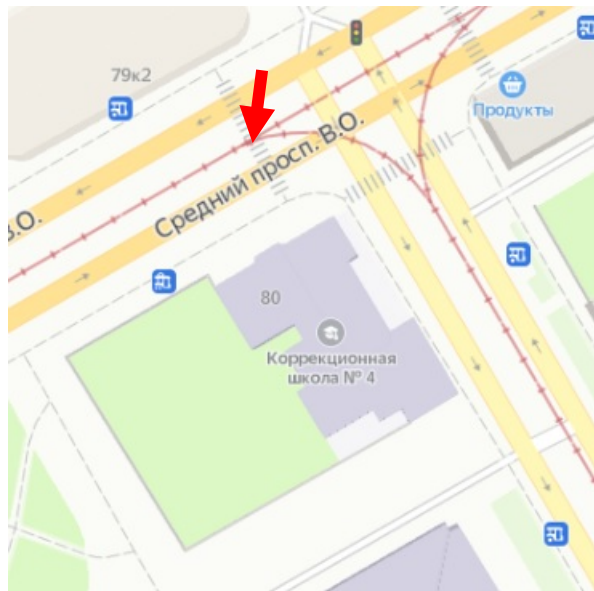 79к2
Продукты
Средний просп. В.О.
В.О.
80
Коррекционная
школа № 4